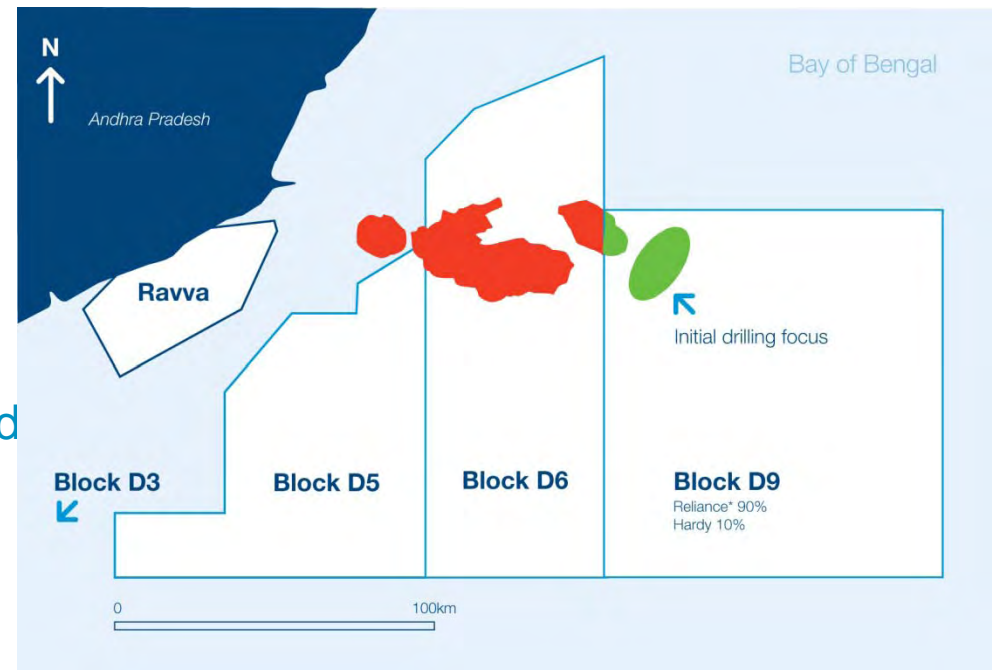 N
Bay of Bengal
Andhra Pradesh
Ravva
Initial drilling focus
d
Block D3
Block D5
Block D6
Block D9
Reliance* 90%
Hardy 10%
0
100km